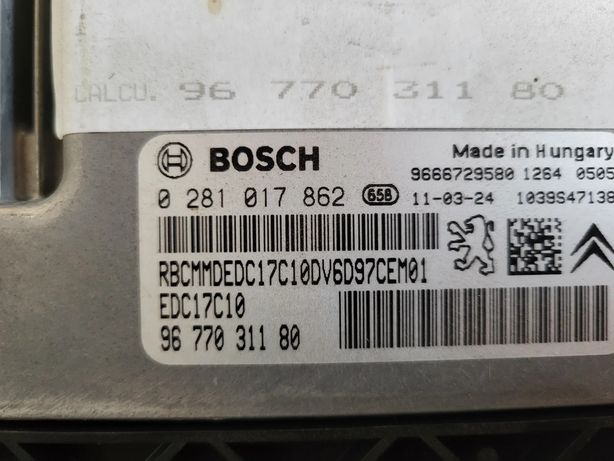 CALCU. 96 770 311 80
BOSCH
Made in Hungary
9666729580 1264 0505
0 281 017 862 65B 11-03-24 1039S47138
RBCMMDEDC17C10DV6D97CEM01
EDC17C10
96 770 311 80